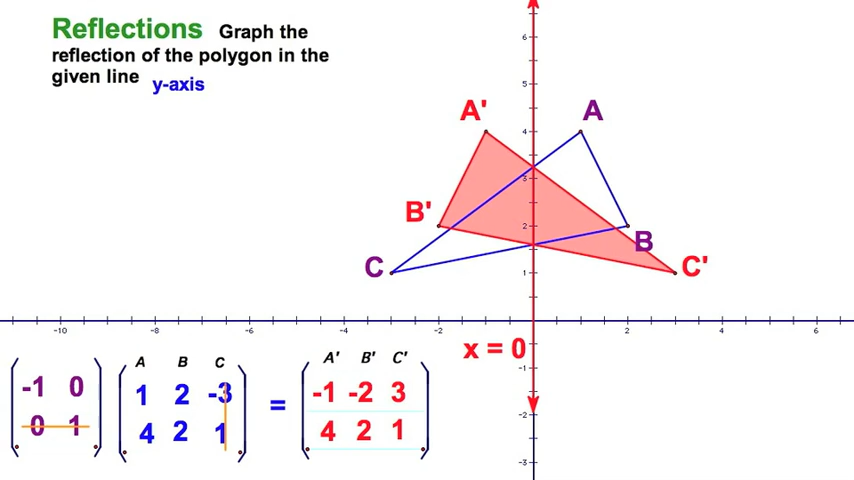 Reflections Graph the
reflection of the polygon in the
given line y-axis
6
5
A' A
4
3
B' 2 B
C 1 C'
-10 -8 -6 -4 -2 2 4 6
x = 0
-1
-2
-3
A B C A' B' C'
-1 0 1 2 -3 = -1 -2 3
0 1 4 2 1 4 2 1